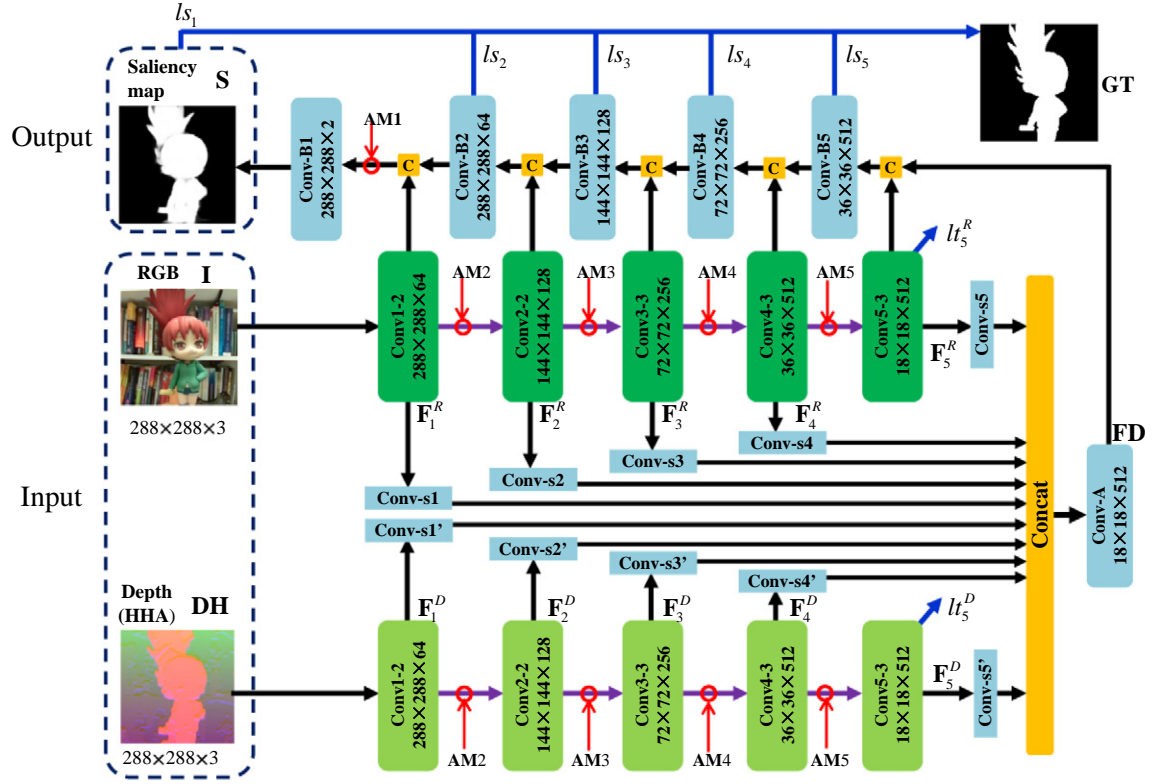 ls₁
Saliency map
S
ls₂
ls₃
ls₄
ls₅
GT
Output
AM1
Conv-B1
288×288×2
C
Conv-B2
288×288×64
C
Conv-B3
144×144×128
C
Conv-B4
72×72×256
C
Conv-B5
36×36×512
C
RGB
I
288×288×3
Conv1-2
288×288×64
AM2
Conv2-2
144×144×128
AM3
Conv3-3
72×72×256
AM4
Conv4-3
36×36×512
AM5
Conv5-3
18×18×512
lt₅ᴿ
F₅ᴿ
Conv-s5
F₁ᴿ
F₂ᴿ
F₃ᴿ
F₄ᴿ
Input
Conv-s4
Conv-s3
Conv-s2
Conv-s1
Conv-s1’
Conv-s2’
Conv-s3’
Conv-s4’
Concat
FD
Conv-A
18×18×512
Depth
(HHA)
DH
288×288×3
F₁ᴰ
F₂ᴰ
F₃ᴰ
F₄ᴰ
Conv1-2
288×288×64
AM2
Conv2-2
144×144×128
AM3
Conv3-3
72×72×256
AM4
Conv4-3
36×36×512
AM5
Conv5-3
18×18×512
lt₅ᴰ
F₅ᴰ
Conv-s5’